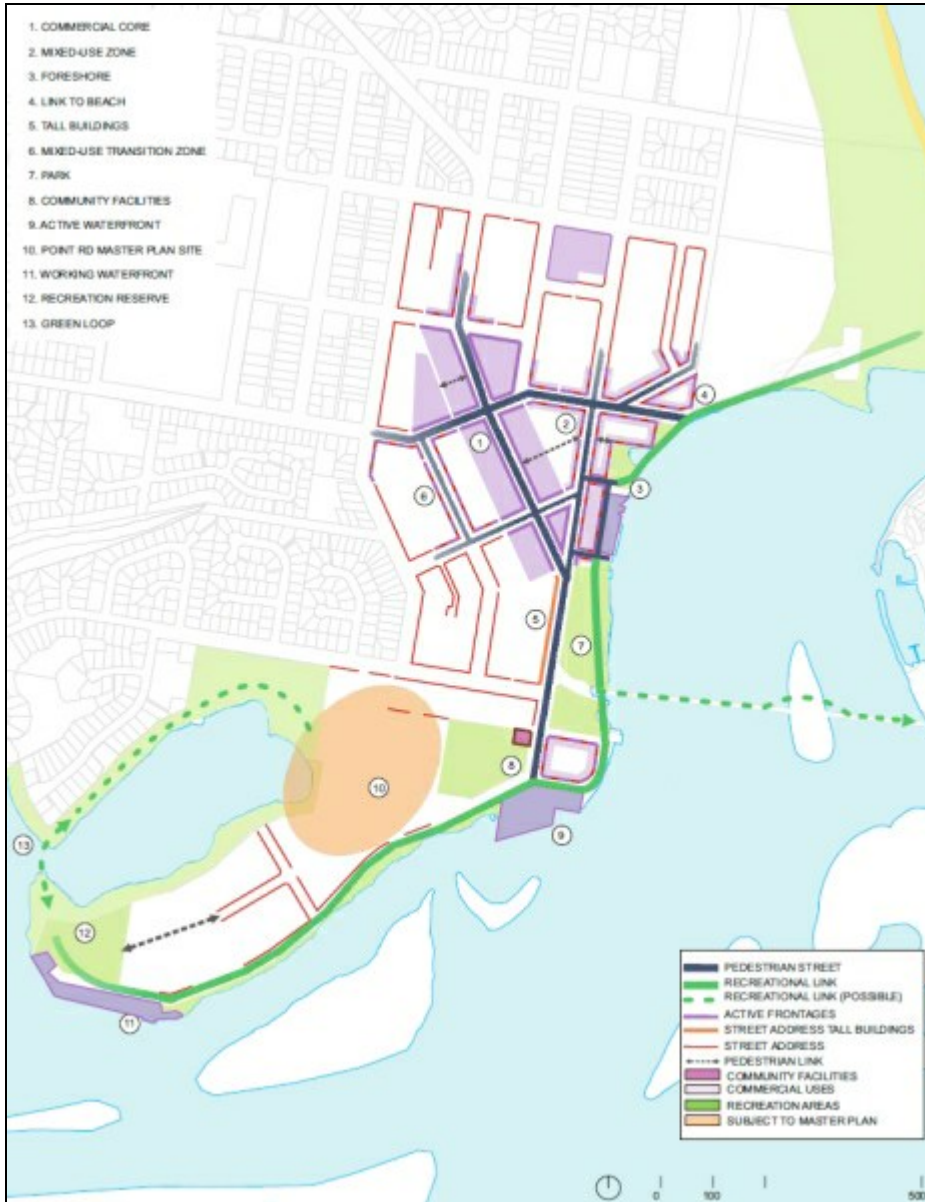 1. COMMERCIAL CORE
2. MIXED-USE ZONE
3. FORESHORE
4. LINK TO BEACH
5. TALL BUILDINGS
6. MIXED-USE TRANSITION ZONE
7. PARK
8. COMMUNITY FACILITIES
9. ACTIVE WATERFRONT
10. POINT RD MASTER PLAN SITE
11. WORKING WATERFRONT
12. RECREATION RESERVE
13. GREEN LOOP
4
1
2
3
6
5
7
8
10
9
13
12
11
PEDESTRIAN STREET
RECREATIONAL LINK
RECREATIONAL LINK (POSSIBLE)
ACTIVE FRONTAGES
STREET ADDRESS TALL BUILDINGS
STREET ADDRESS
PEDESTRIAN LINK
COMMUNITY FACILITIES
COMMERCIAL USES
RECREATION AREAS
SUBJECT TO MASTER PLAN
0 100 500